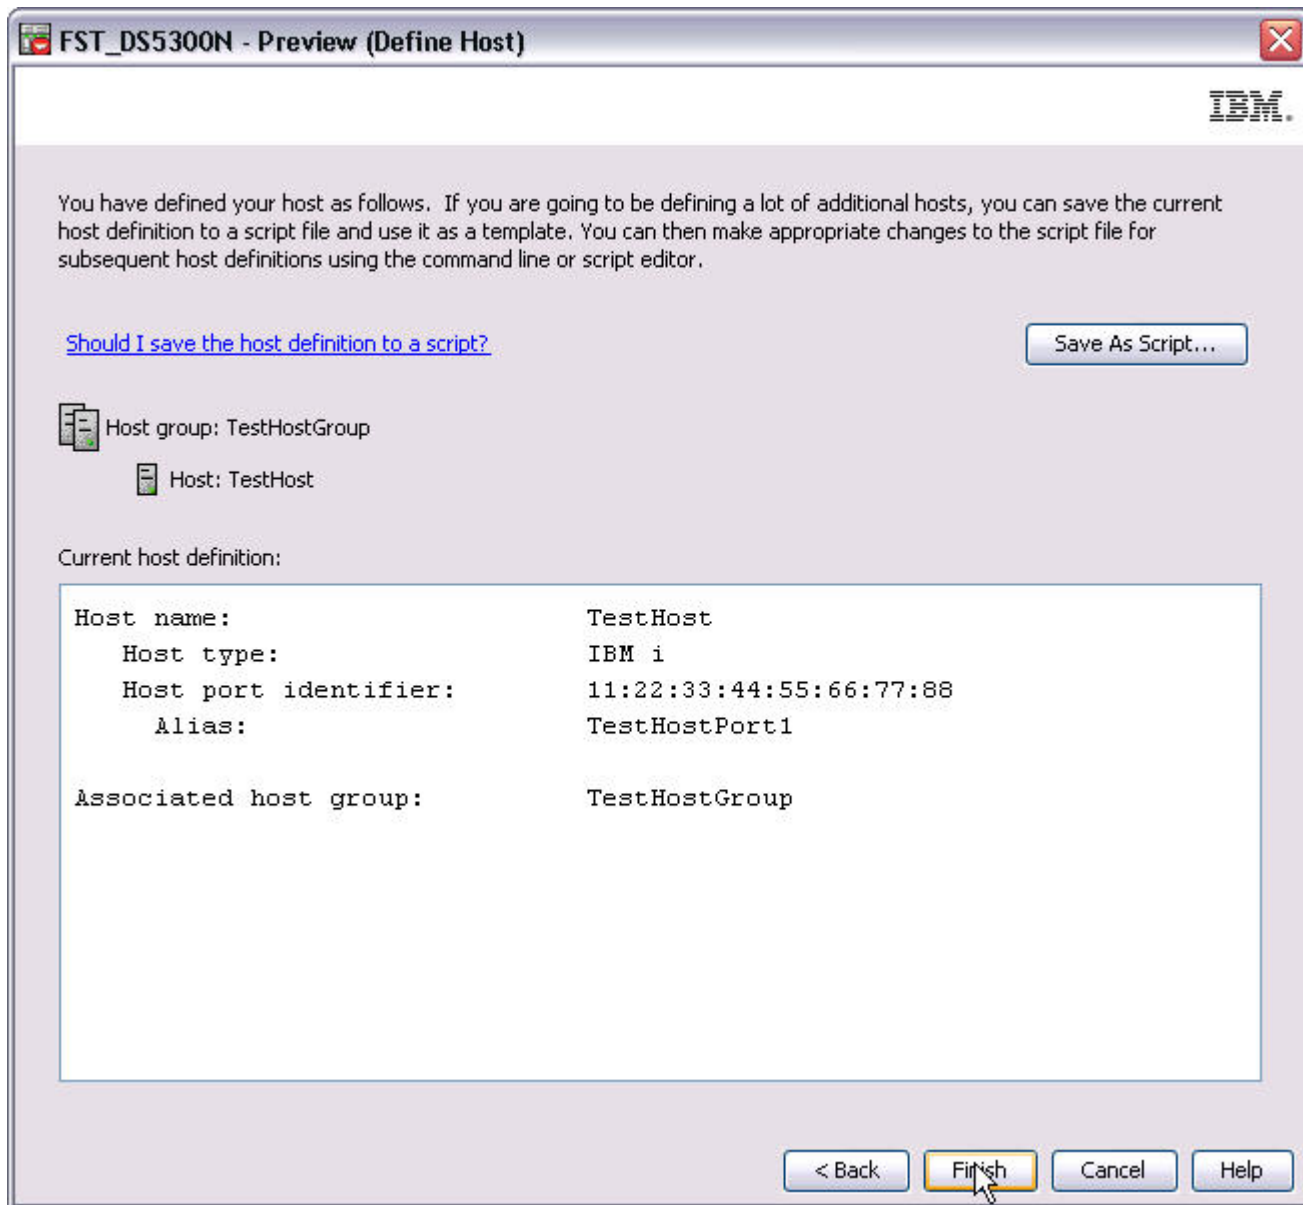 FST_DS5300N - Preview (Define Host)
IBM.
You have defined your host as follows. If you are going to be defining a lot of additional hosts, you can save the current
host definition to a script file and use it as a template. You can then make appropriate changes to the script file for
subsequent host definitions using the command line or script editor.
Should I save the host definition to a script?
Save As Script...
Host group: TestHostGroup
Host: TestHost
Current host definition:
Host name: TestHost
Host type: IBM i
Host port identifier: 11:22:33:44:55:66:77:88
Alias: TestHostPort1
Associated host group: TestHostGroup
< Back Finish Cancel Help